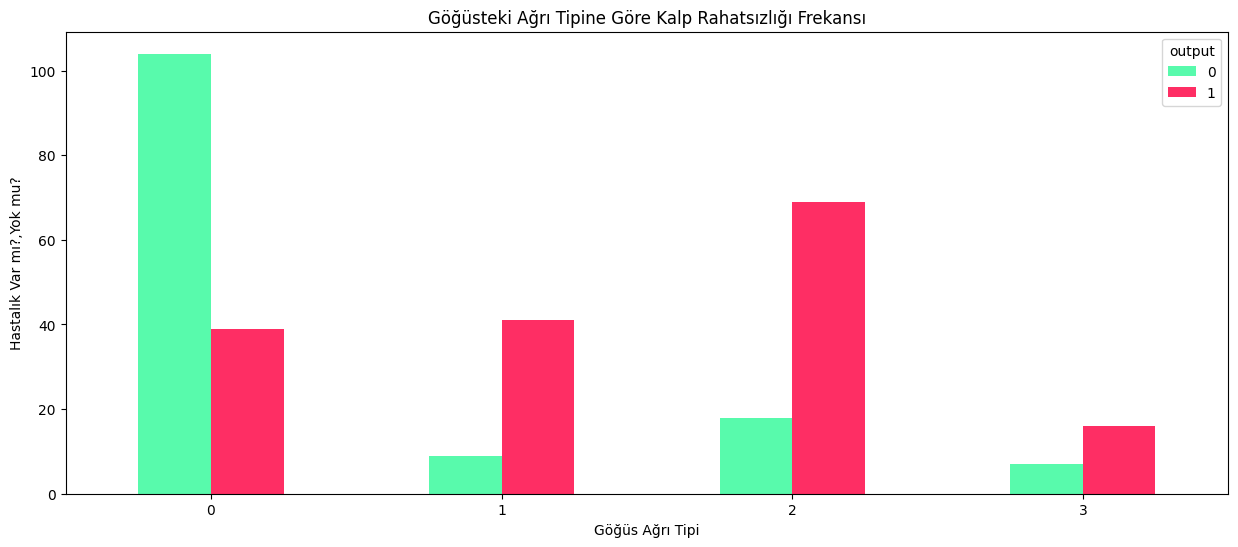 Göğüsteki Ağrı Tipine Göre Kalp Rahatsızlığı Frekansı
output
0
1
Hastalık Var mı?,Yok mu?
100
80
60
40
20
0
0 1 2 3
Göğüs Ağrı Tipi